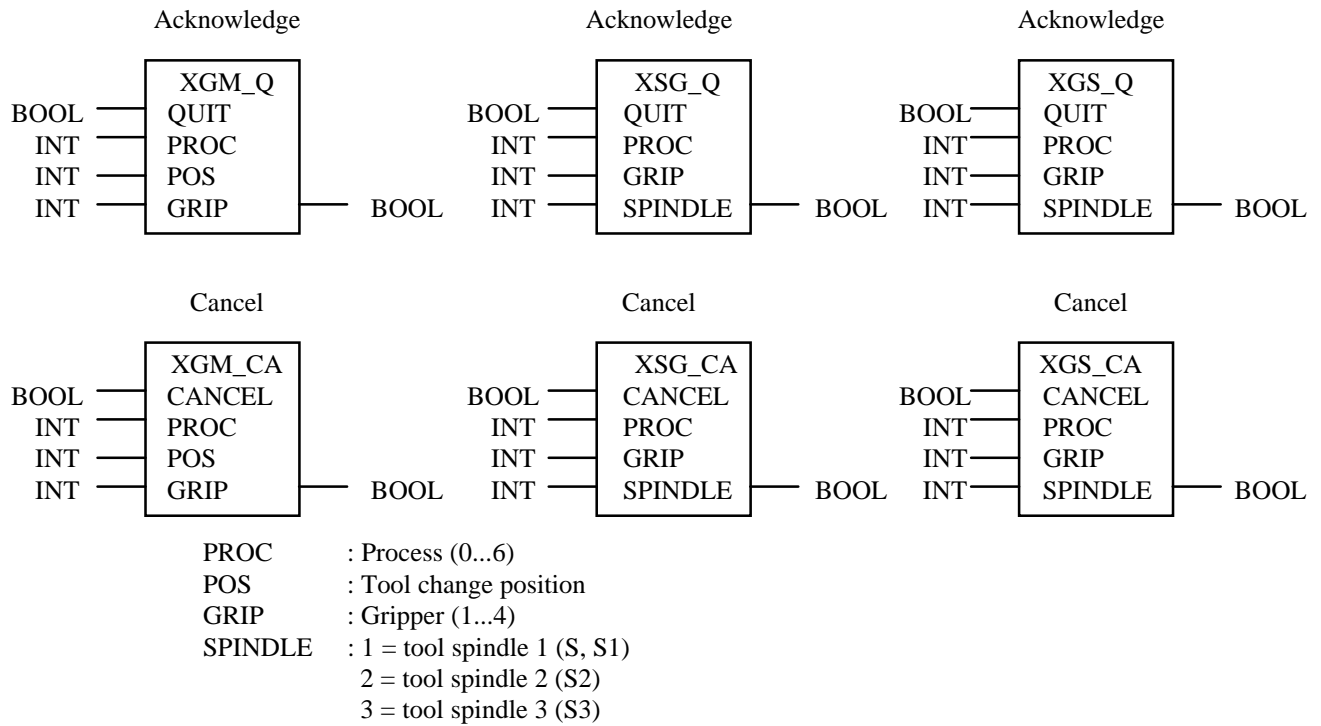 Acknowledge Acknowledge Acknowledge
XGM_Q XSG_Q XGS_Q
BOOL QUIT BOOL QUIT BOOL QUIT
INT PROC INT PROC INT PROC
INT POS INT GRIP INT GRIP
INT GRIP BOOL INT SPINDLE BOOL INT SPINDLE BOOL
Cancel Cancel Cancel
XGM_CA XSG_CA XGS_CA
BOOL CANCEL BOOL CANCEL BOOL CANCEL
INT PROC INT PROC INT PROC
INT POS INT GRIP INT GRIP
INT GRIP BOOL INT SPINDLE BOOL INT SPINDLE BOOL
PROC : Process (0...6)
POS : Tool change position
GRIP : Gripper (1...4)
SPINDLE : 1 = tool spindle 1 (S, S1)
2 = tool spindle 2 (S2)
3 = tool spindle 3 (S3)